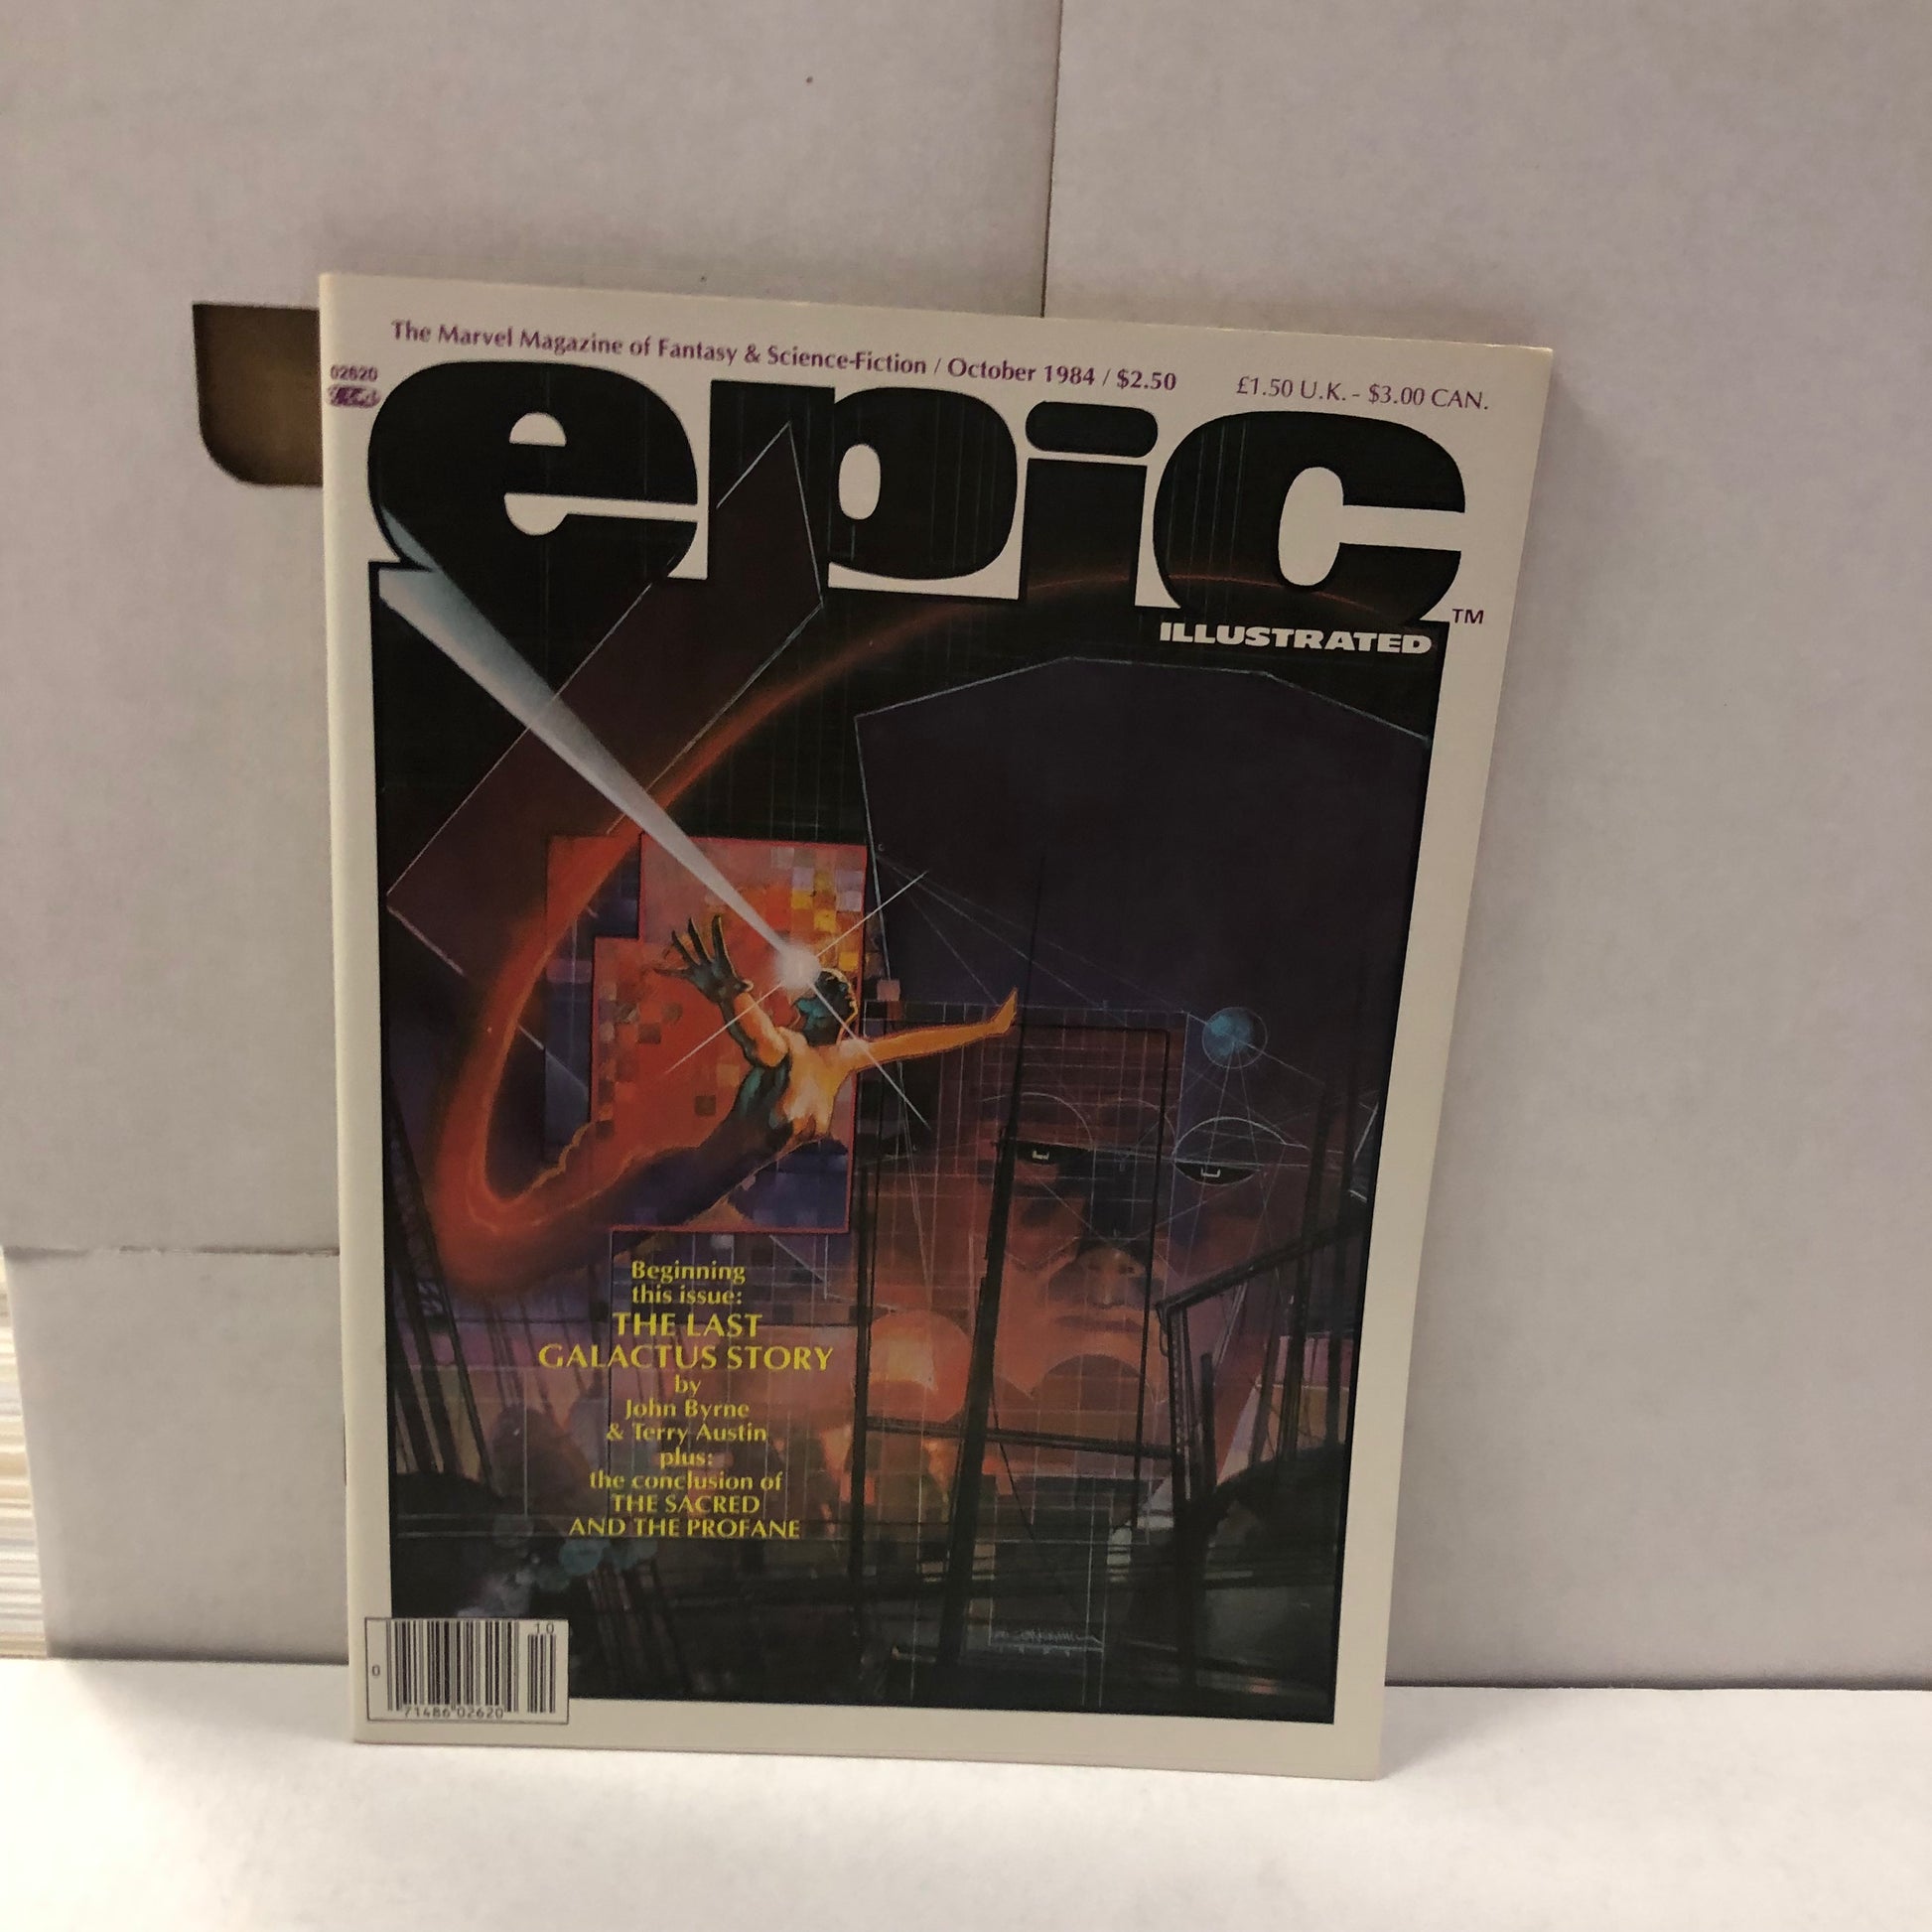 The Marvel Magazine of Fantasy & Science-Fiction / October 1984 / $2.50 £1.50 U.K. - $3.00 CAN.
02620
epic
TM
ILLUSTRATED
Beginning
this issue:
THE LAST
GALACTUS STORY
by
John Byrne
& Terry Austin
plus:
the conclusion of
THE SACRED
AND THE PROFANE
10
0
71486 02620